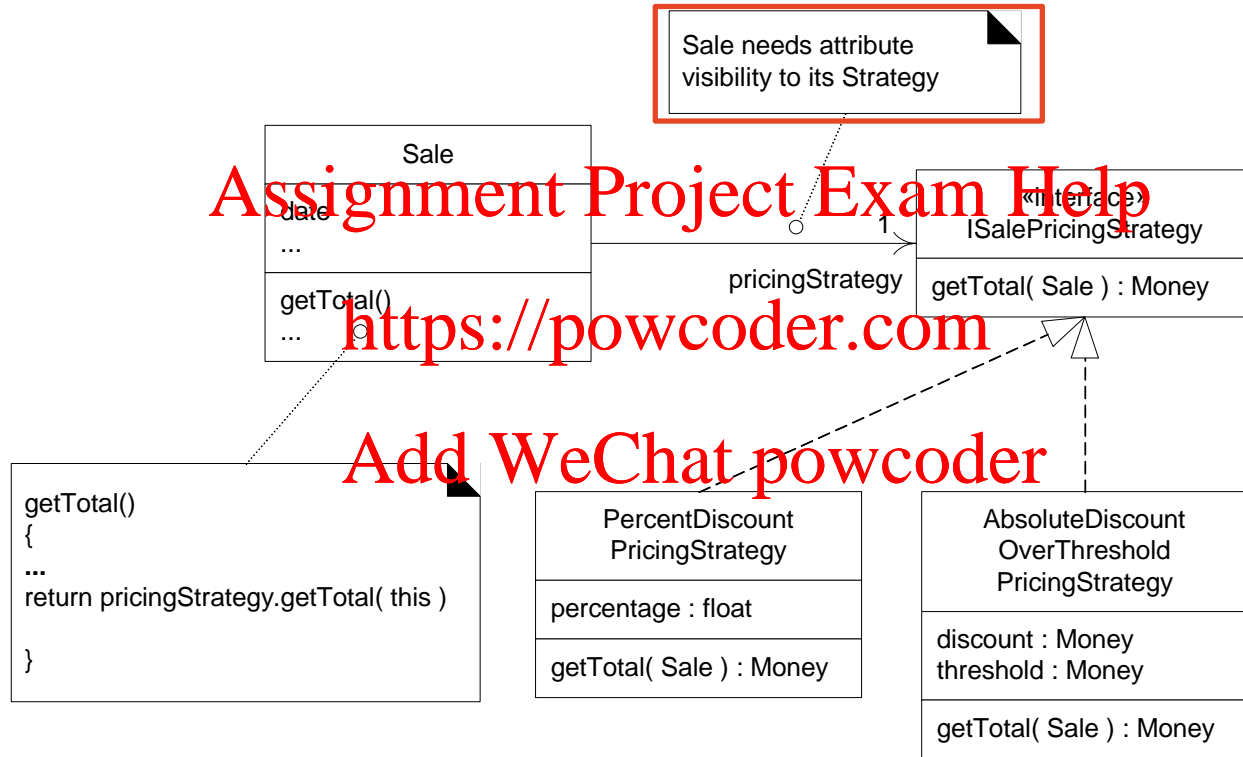 Sale needs attribute
visibility to its Strategy
Sale
date
...
getTotal()
...
1
pricingStrategy
«interface»
ISalePricingStrategy
getTotal( Sale ) : Money
Assignment Project Exam Help
https://powcoder.com
Add WeChat powcoder
getTotal()
{
...
return pricingStrategy.getTotal( this )
}
PercentDiscount
PricingStrategy
percentage : float
getTotal( Sale ) : Money
AbsoluteDiscount
OverThreshold
PricingStrategy
discount : Money
threshold : Money
getTotal( Sale ) : Money